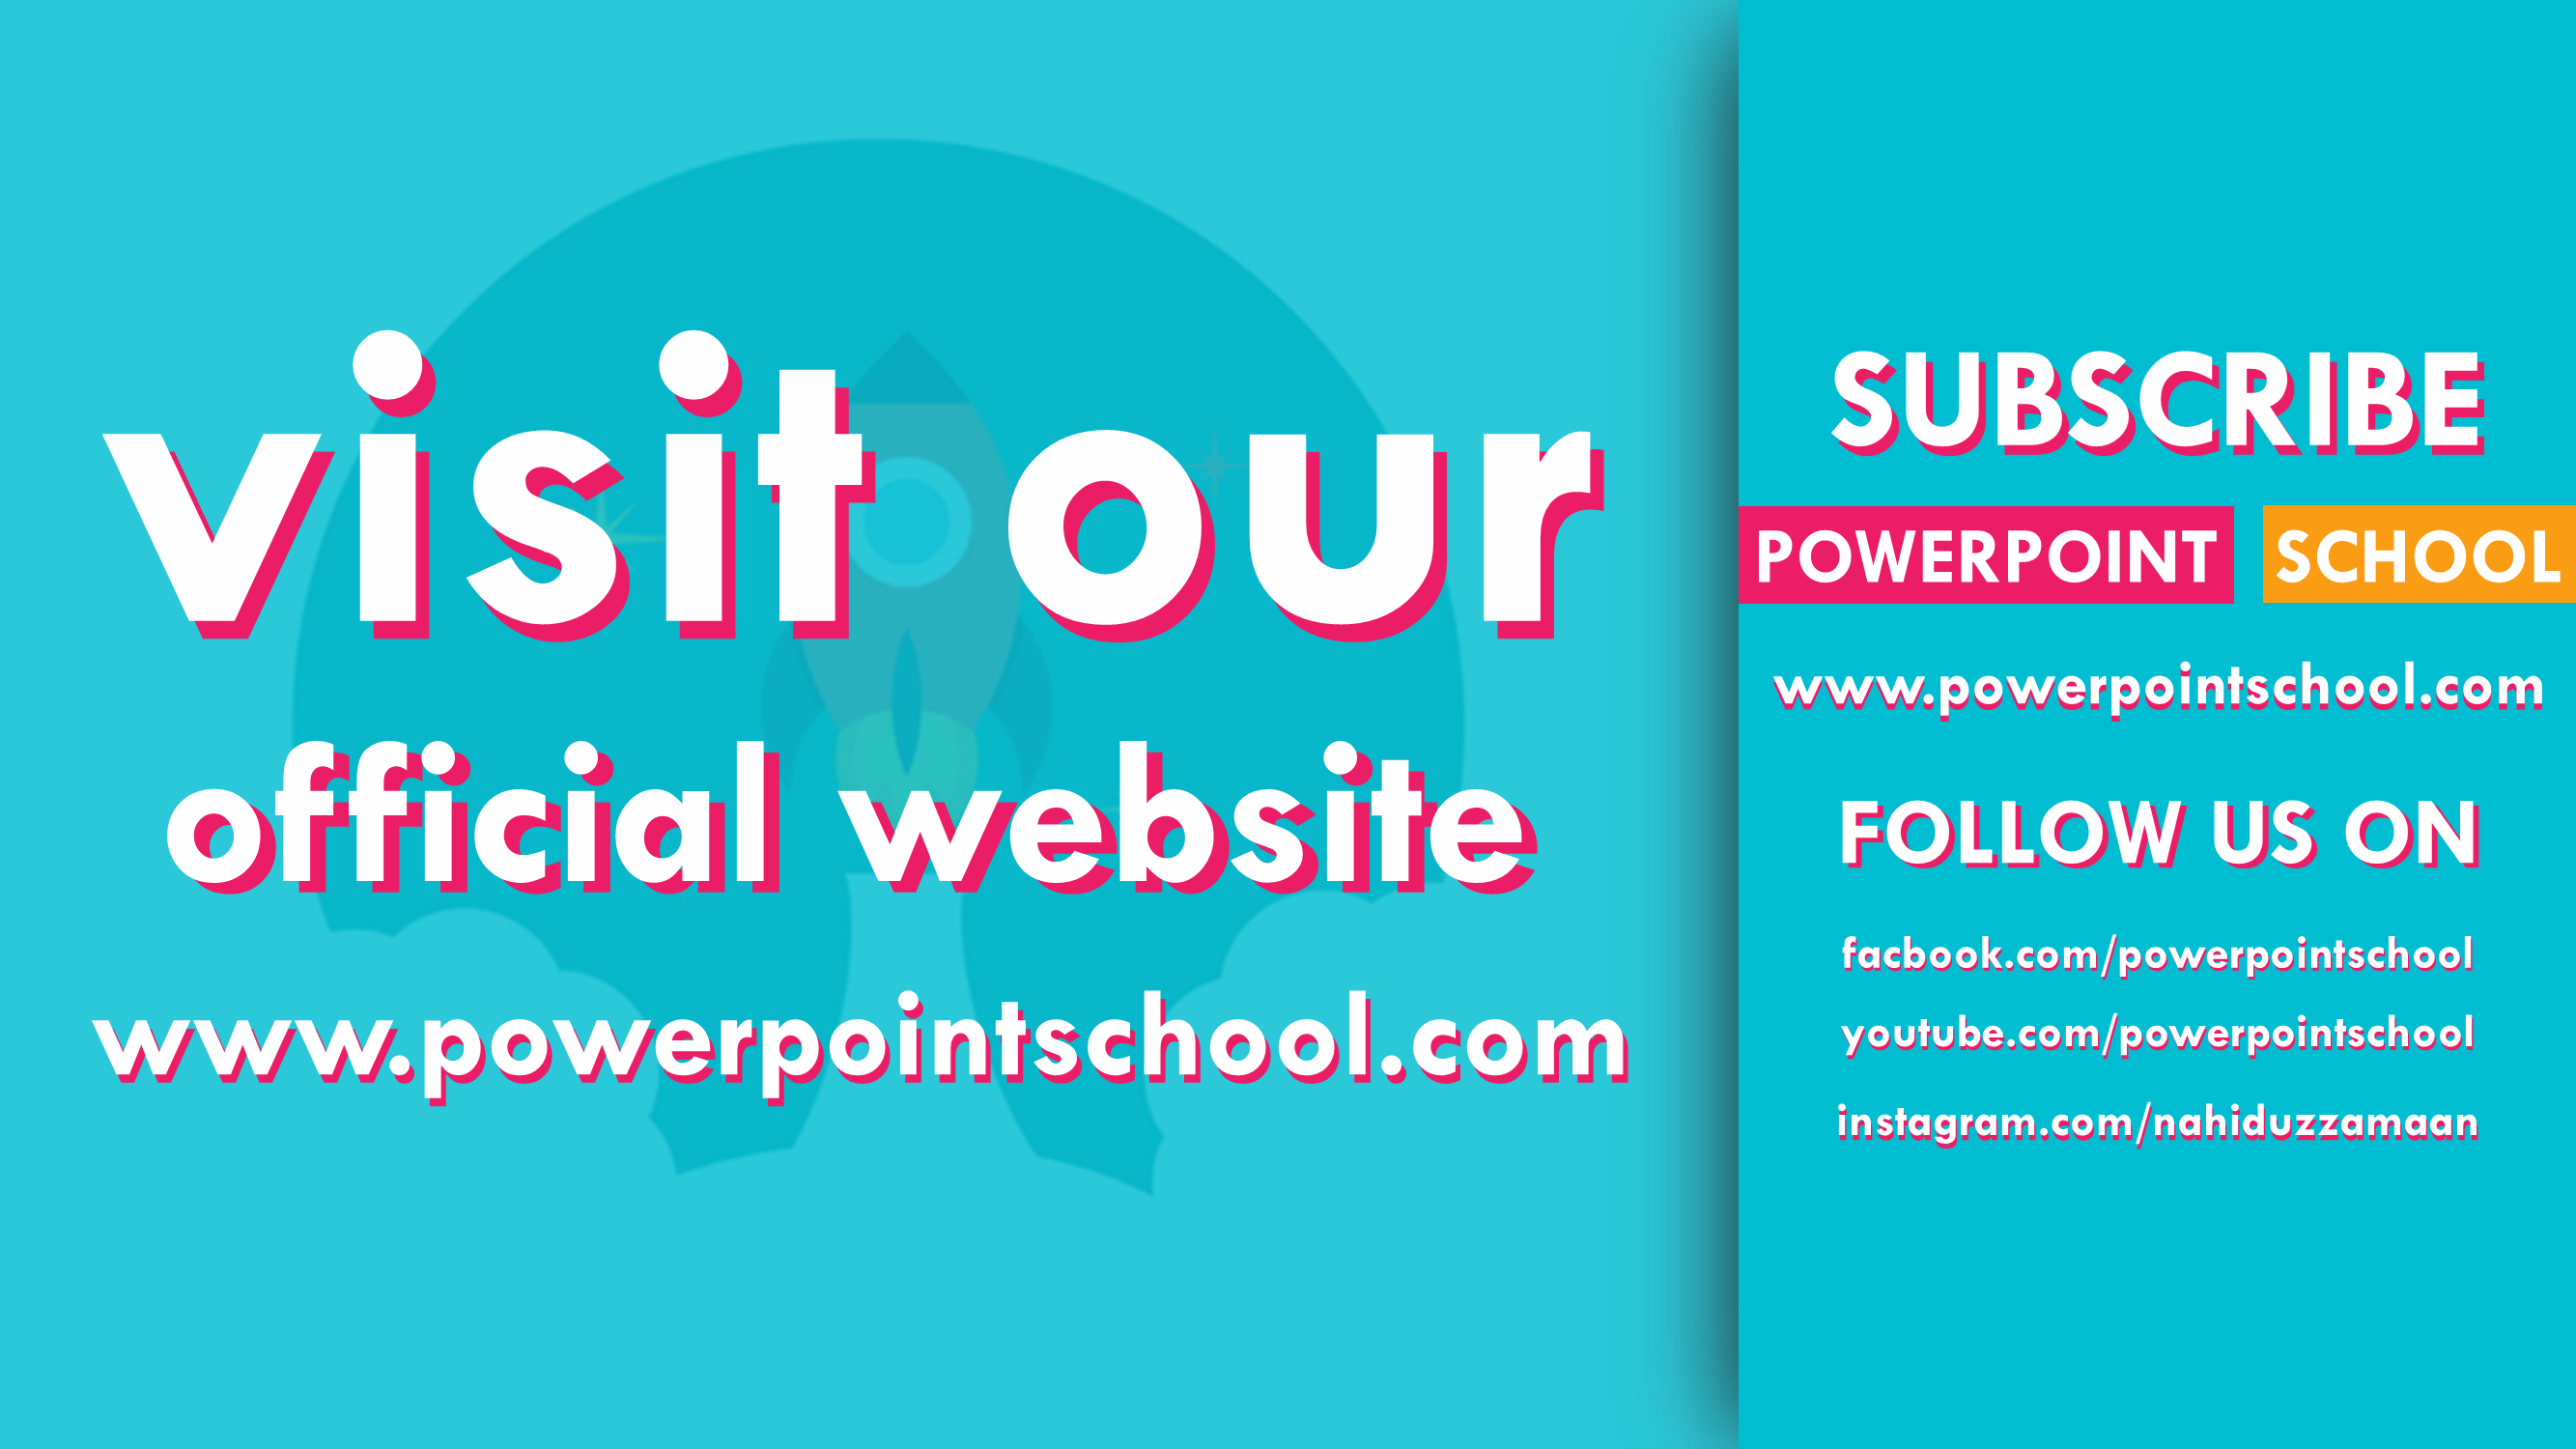 visit our
official website
www.powerpointschool.com
SUBSCRIBE
POWERPOINT SCHOOL
www.powerpointschool.com
FOLLOW US ON
facbook.com/powerpointschool
youtube.com/powerpointschool
instagram.com/nahiduzzamaan